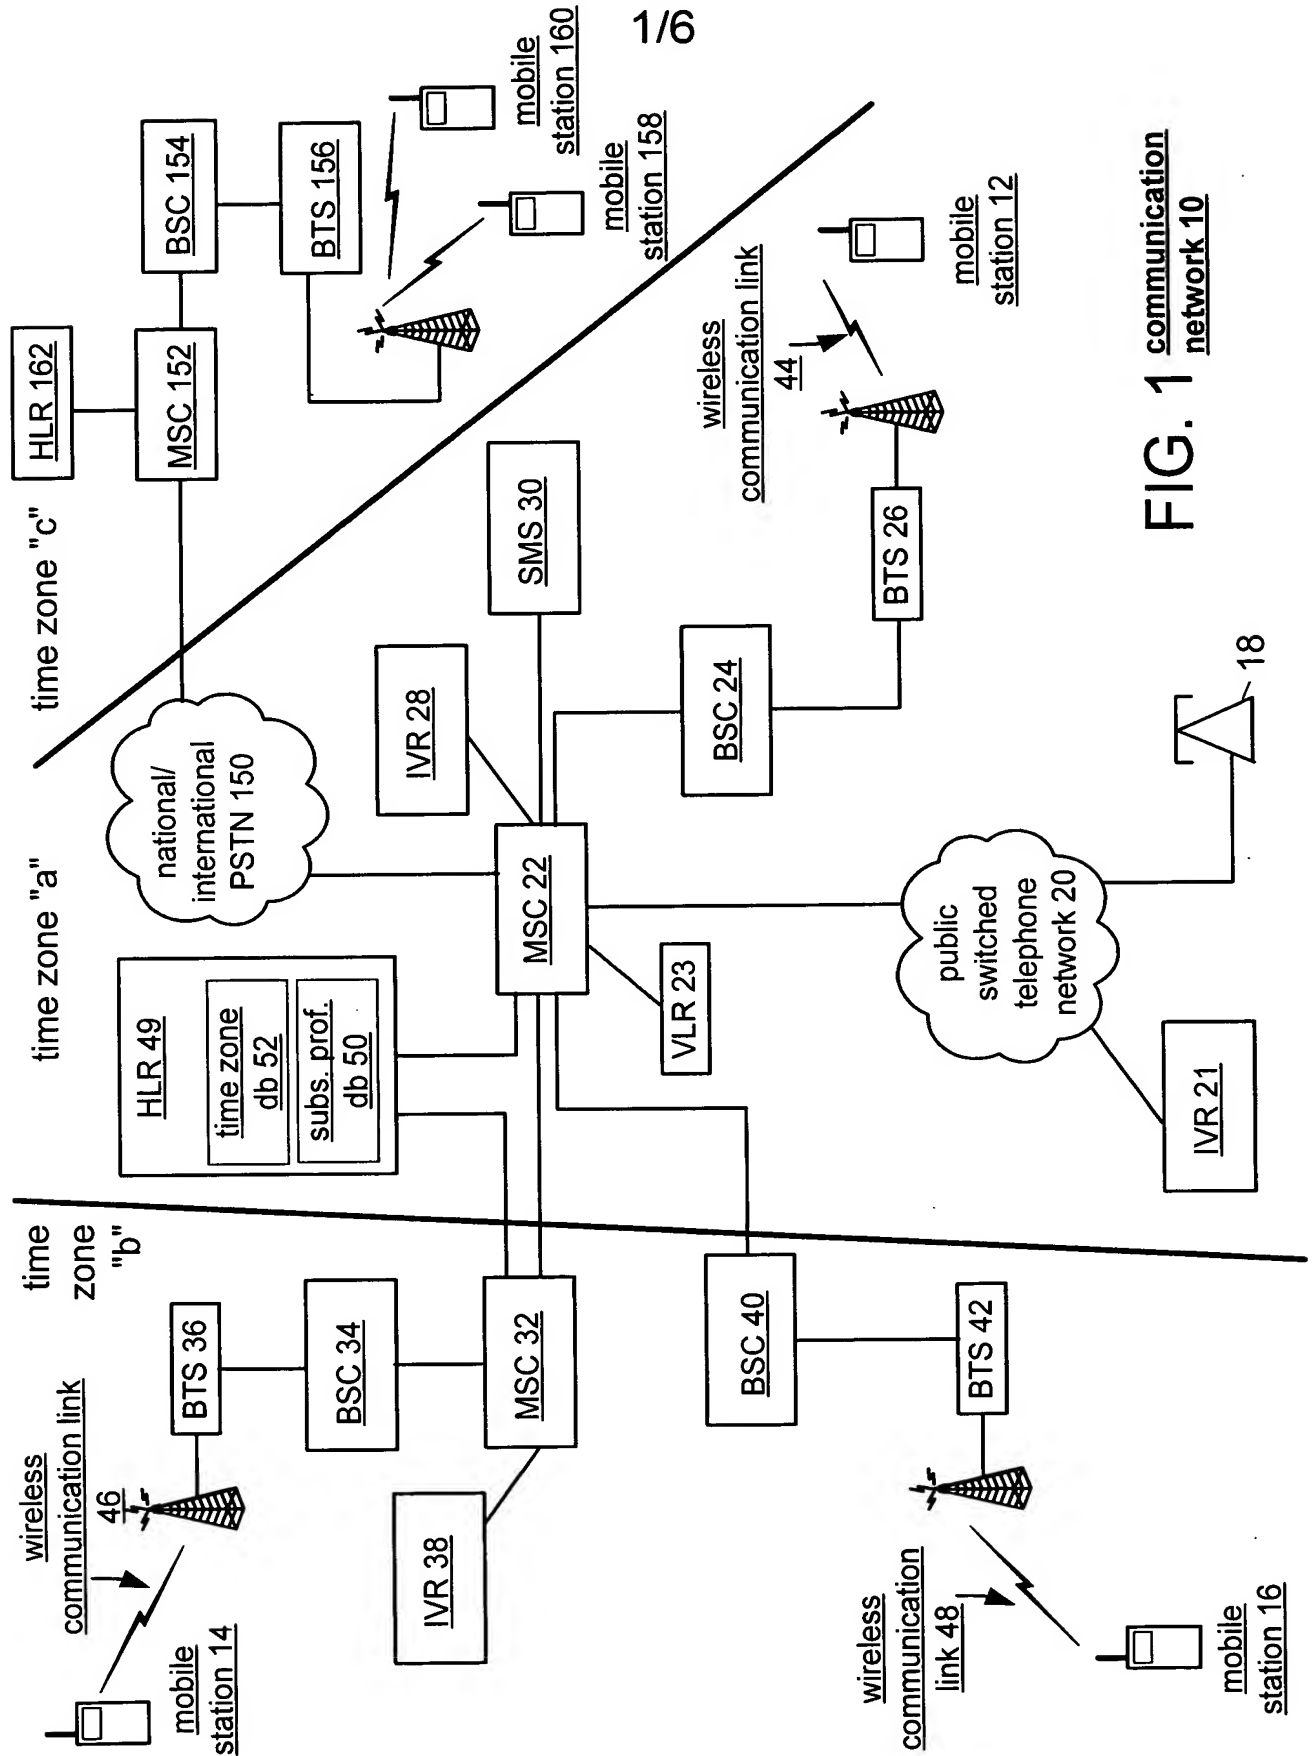 1/6
time
zone
"b"
time zone "a"
time zone "c"
wireless
communication link
46
mobile
station 14
BTS 36
BSC 34
MSC 32
IVR 38
HLR 49
time zone
db 52
subs. prof.
db 50
national/
international
PSTN 150
HLR 162
MSC 152
BSC 154
BTS 156
mobile
station 160
mobile
station 158
IVR 28
SMS 30
MSC 22
VLR 23
BSC 24
BTS 26
wireless
communication link
44
mobile
station 12
BSC 40
BTS 42
wireless
communication
link 48
mobile
station 16
public
switched
telephone
network 20
IVR 21
18
FIG. 1
communication
network 10